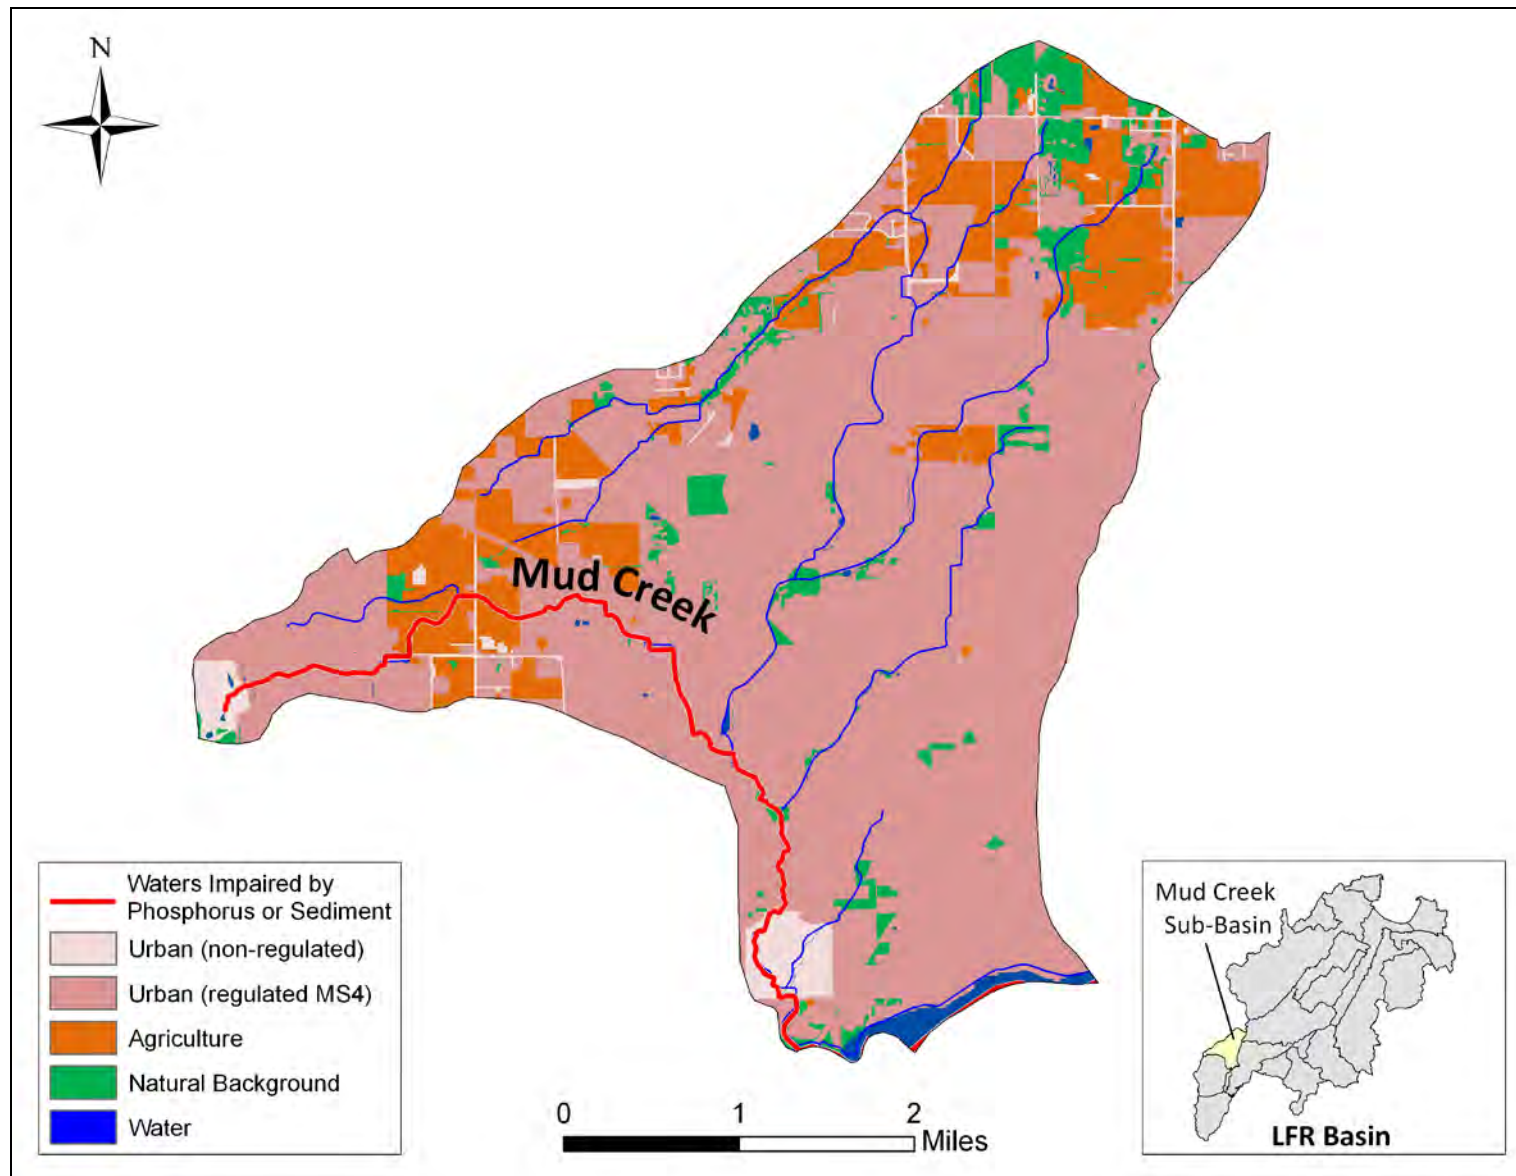 N
Mud Creek
Waters Impaired by
Phosphorus or Sediment
Urban (non-regulated)
Urban (regulated MS4)
Agriculture
Natural Background
Water
0 1 2
Miles
Mud Creek
Sub-Basin
LFR Basin